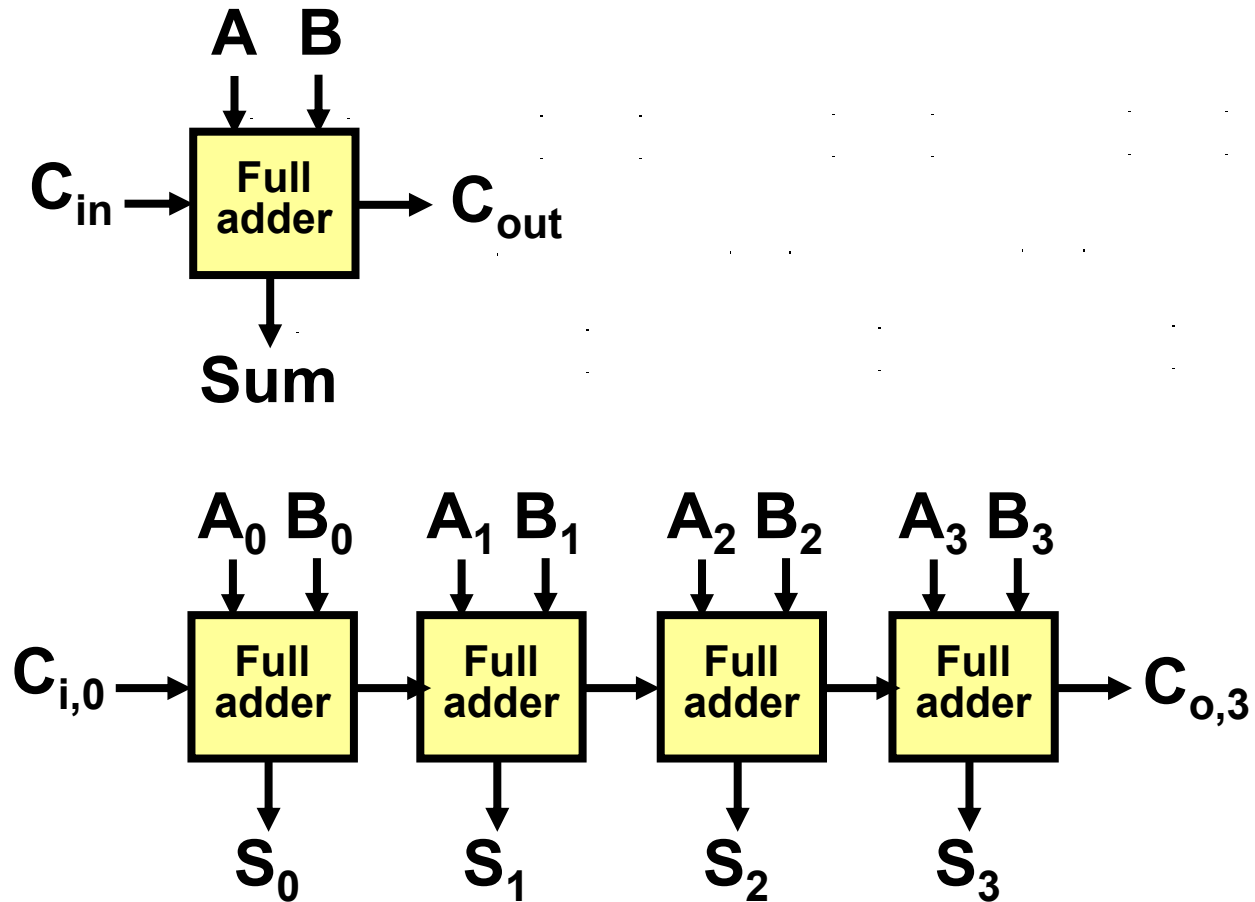 A B
C_in Full adder C_out
Sum
A_0 B_0 A_1 B_1 A_2 B_2 A_3 B_3
C_i,0 Full adder Full adder Full adder Full adder C_o,3
S_0 S_1 S_2 S_3